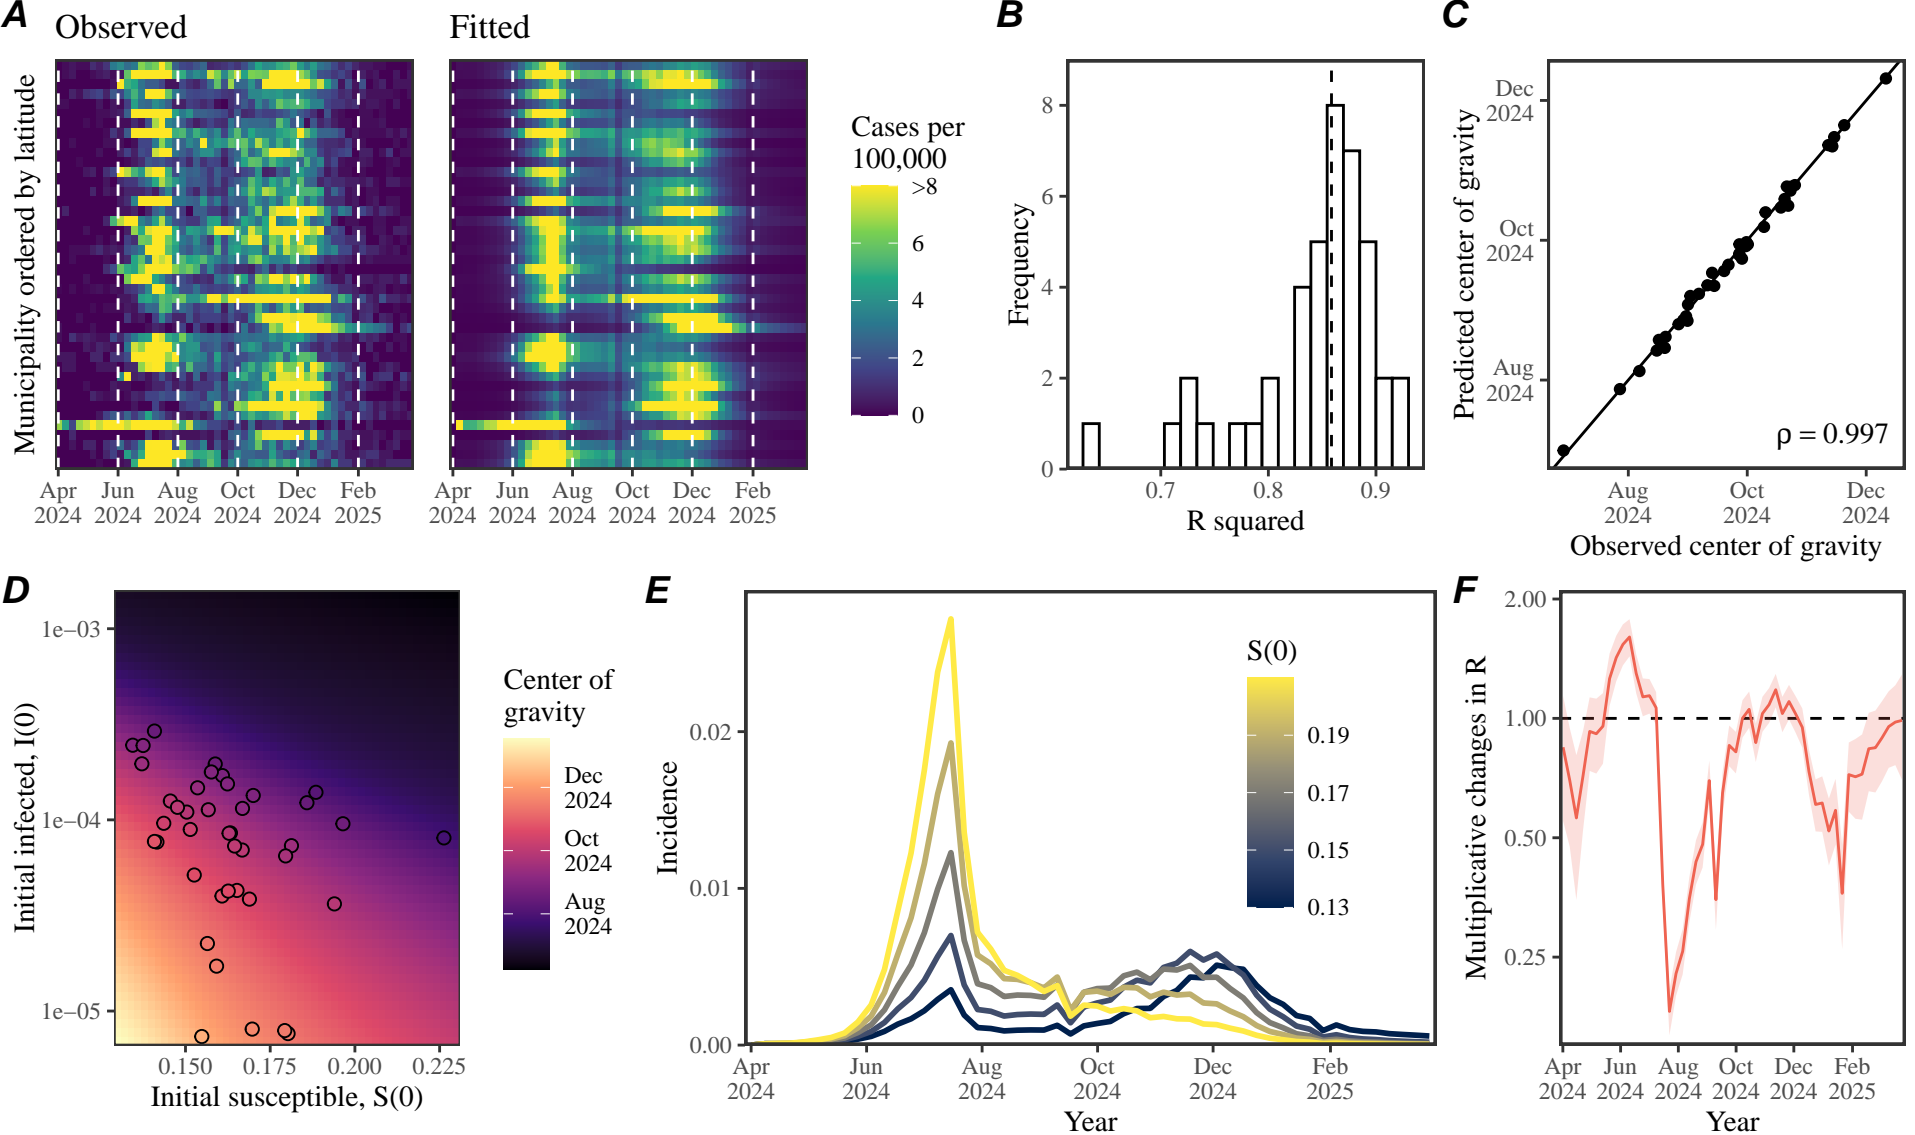 A
Observed
Fitted
Municipality ordered by latitude
Apr 2024
Jun 2024
Aug 2024
Oct 2024
Dec 2024
Feb 2025
Apr 2024
Jun 2024
Aug 2024
Oct 2024
Dec 2024
Feb 2025
Cases per
100,000
>8
6
4
2
0
B
Frequency
8
6
4
2
0
0.7
0.8
0.9
R squared
C
Predicted center of gravity
Dec
2024
Oct
2024
Aug
2024
ρ = 0.997
Aug 2024
Oct 2024
Dec 2024
Observed center of gravity
D
Initial infected, I(0)
1e−03
1e−04
1e−05
0.150
0.175
0.200
0.225
Initial susceptible, S(0)
Center of
gravity
Dec
2024
Oct
2024
Aug
2024
E
Incidence
0.02
0.01
0.00
S(0)
0.19
0.17
0.15
0.13
Apr 2024
Jun 2024
Aug 2024
Oct 2024
Dec 2024
Feb 2025
Year
F
Multiplicative changes in R
2.00
1.00
0.50
0.25
Apr 2024
Jun 2024
Aug 2024
Oct 2024
Dec 2024
Feb 2025
Year